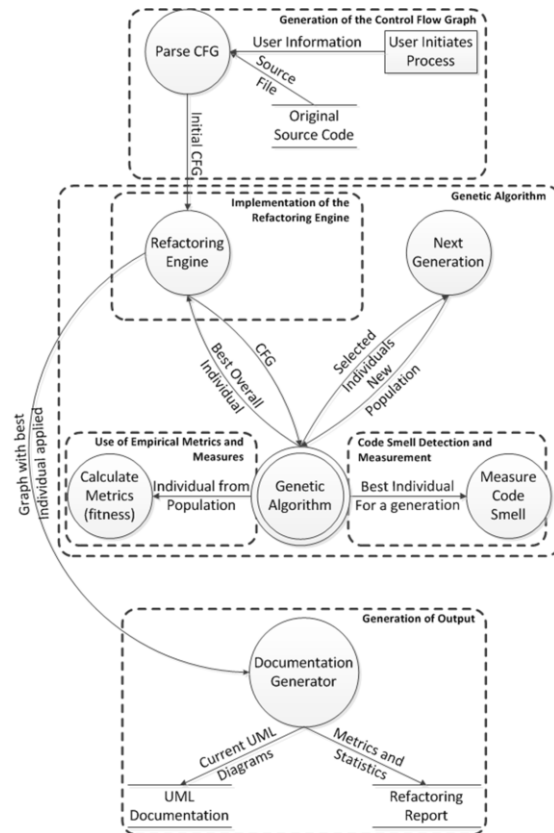 Generation of the Control Flow Graph
Parse CFG
User Information
User Initiates
Process
Source
File
Original
Source Code
Initial CFG
Genetic Algorithm
Implementation of the
Refactoring Engine
Refactoring
Engine
Next
Generation
CFG
Best Overall
Individual
Selected
Individuals
New
Population
Graph with best
Individual applied
Use of Empirical Metrics and
Measures
Calculate
Metrics
(fitness)
Individual from
Population
Genetic
Algorithm
Code Smell Detection and
Measurement
Best Individual
For a generation
Measure
Code
Smell
Generation of Output
Documentation
Generator
Current UML
Diagrams
Metrics and
Statistics
UML
Documentation
Refactoring
Report